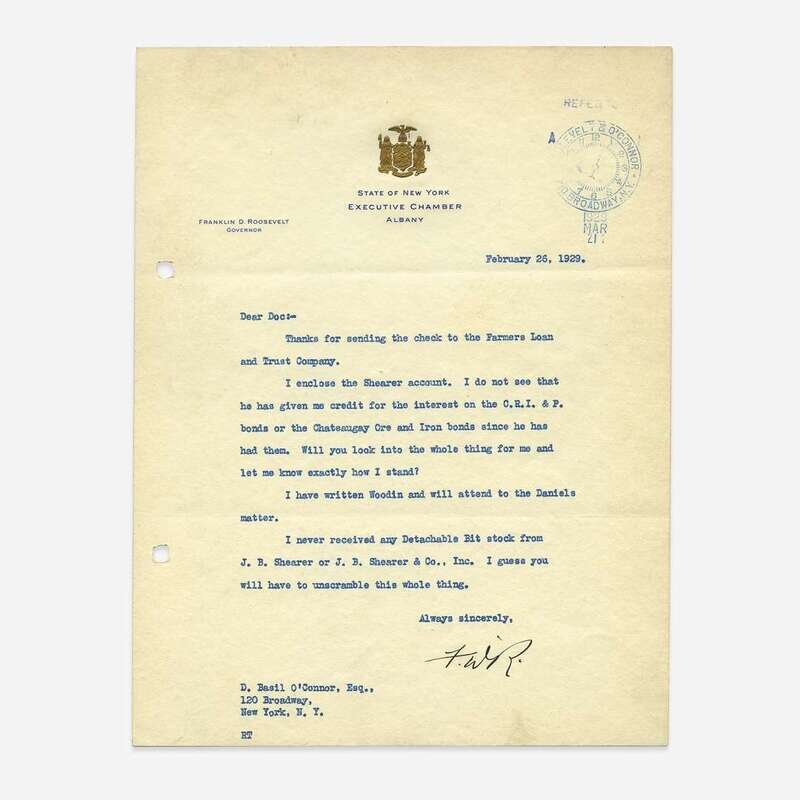 REFER
STATE OF NEW YORK
EXECUTIVE CHAMBER
ALBANY
FRANKLIN D. ROOSEVELT
GOVERNOR
A
EVELT & O'CONNOR
BROADWAY, N.Y.
1929
MAR
February 26, 1929.
Dear Doc:-
Thanks for sending the check to the Farmers Loan
and Trust Company.
I enclose the Shearer account. I do not see that
he has given me credit for the interest on the C.R.I. & P.
bonds or the Chateaugay Ore and Iron bonds since he has
had them. Will you look into the whole thing for me and
let me know exactly how I stand?
I have written Woodin and will attend to the Daniels
matter.
I never received any Detachable Bit stock from
J. B. Shearer or J. B. Shearer & Co., Inc. I guess you
will have to unscramble this whole thing.
Always sincerely,
D. Basil O'Connor, Esq.,
120 Broadway,
New York, N. Y.
RT